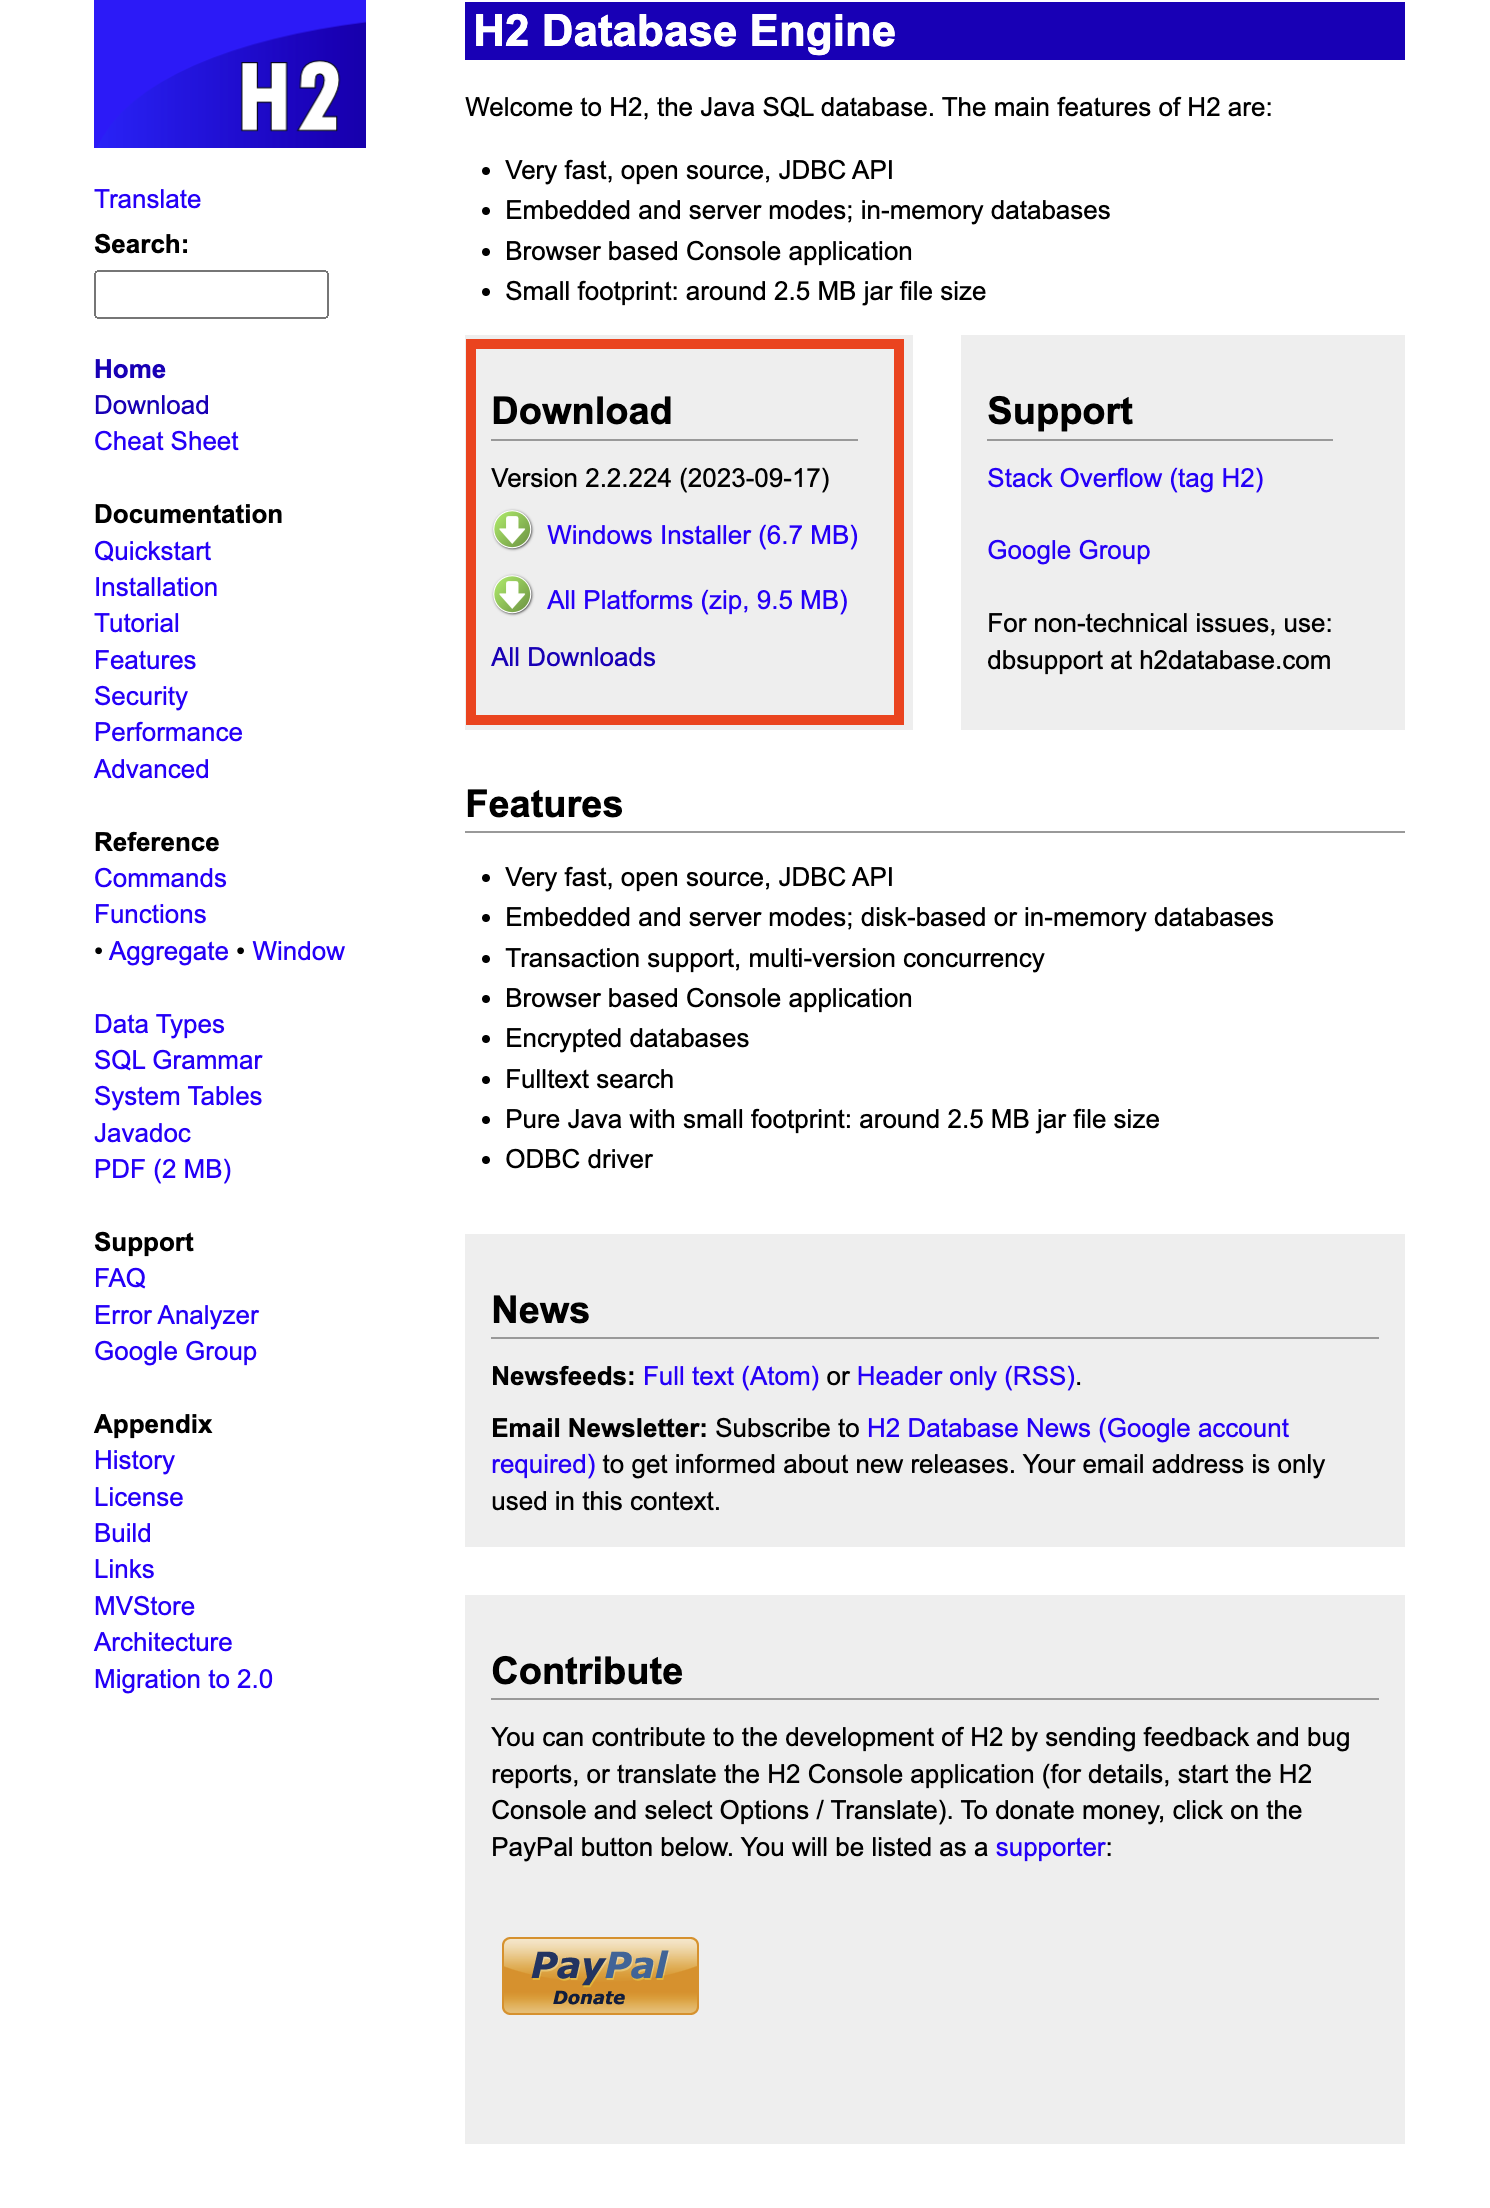 H2
Translate
Search:
Home
Download
Cheat Sheet
Documentation
Quickstart
Installation
Tutorial
Features
Security
Performance
Advanced
Reference
Commands
Functions
• Aggregate • Window
Data Types
SQL Grammar
System Tables
Javadoc
PDF (2 MB)
Support
FAQ
Error Analyzer
Google Group
Appendix
History
License
Build
Links
MVStore
Architecture
Migration to 2.0
H2 Database Engine
Welcome to H2, the Java SQL database. The main features of H2 are:
• Very fast, open source, JDBC API
• Embedded and server modes; in-memory databases
• Browser based Console application
• Small footprint: around 2.5 MB jar file size
Download
Version 2.2.224 (2023-09-17)
Windows Installer (6.7 MB)
All Platforms (zip, 9.5 MB)
All Downloads
Support
Stack Overflow (tag H2)
Google Group
For non-technical issues, use:
dbsupport at h2database.com
Features
• Very fast, open source, JDBC API
• Embedded and server modes; disk-based or in-memory databases
• Transaction support, multi-version concurrency
• Browser based Console application
• Encrypted databases
• Fulltext search
• Pure Java with small footprint: around 2.5 MB jar file size
• ODBC driver
News
Newsfeeds: Full text (Atom) or Header only (RSS).
Email Newsletter: Subscribe to H2 Database News (Google account
required) to get informed about new releases. Your email address is only
used in this context.
Contribute
You can contribute to the development of H2 by sending feedback and bug
reports, or translate the H2 Console application (for details, start the H2
Console and select Options / Translate). To donate money, click on the
PayPal button below. You will be listed as a supporter:
PayPal
Donate